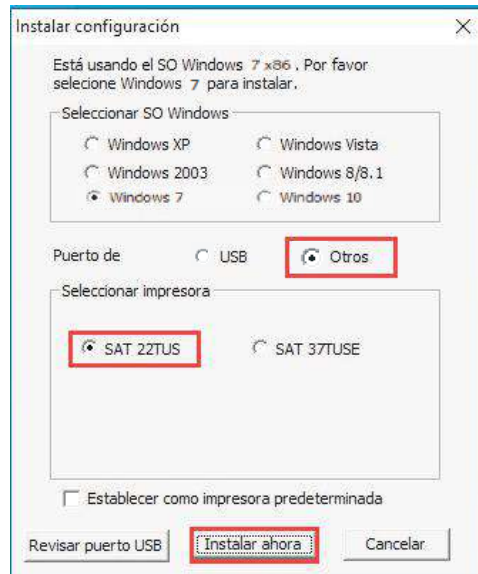 Instalar configuración
Está usando el SO Windows 7 x86 . Por favor
selecione Windows 7 para instalar.
Seleccionar SO Windows
Windows XP Windows Vista
Windows 2003 Windows 8/8.1
Windows 7 Windows 10
Puerto de USB Otros
Seleccionar impresora
SAT 22TUS SAT 37TUSE
Establecer como impresora predeterminada
Revisar puerto USB Instalar ahora Cancelar